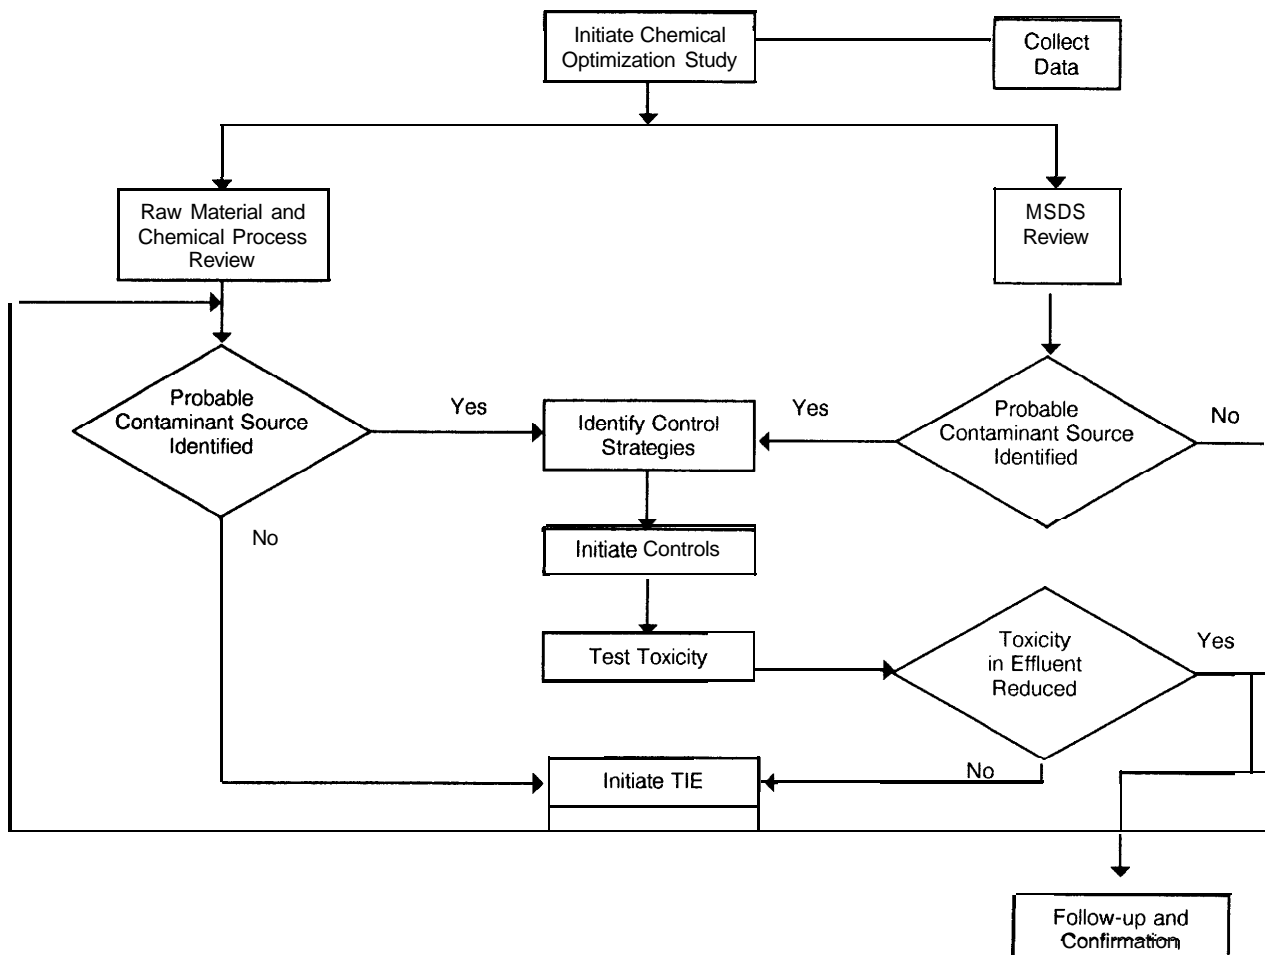 Initiate Chemical
Optimization Study
Collect
Data
Raw Material and
Chemical Process
Review
MSDS
Review
Probable
Contaminant Source
Identified
Yes
Identify Control
Strategies
Yes
Probable
Contaminant Source
Identified
No
No
Initiate Controls
Test Toxicity
Toxicity
in Effluent
Reduced
Yes
Initiate TIE
No
Follow-up and
Confirmation